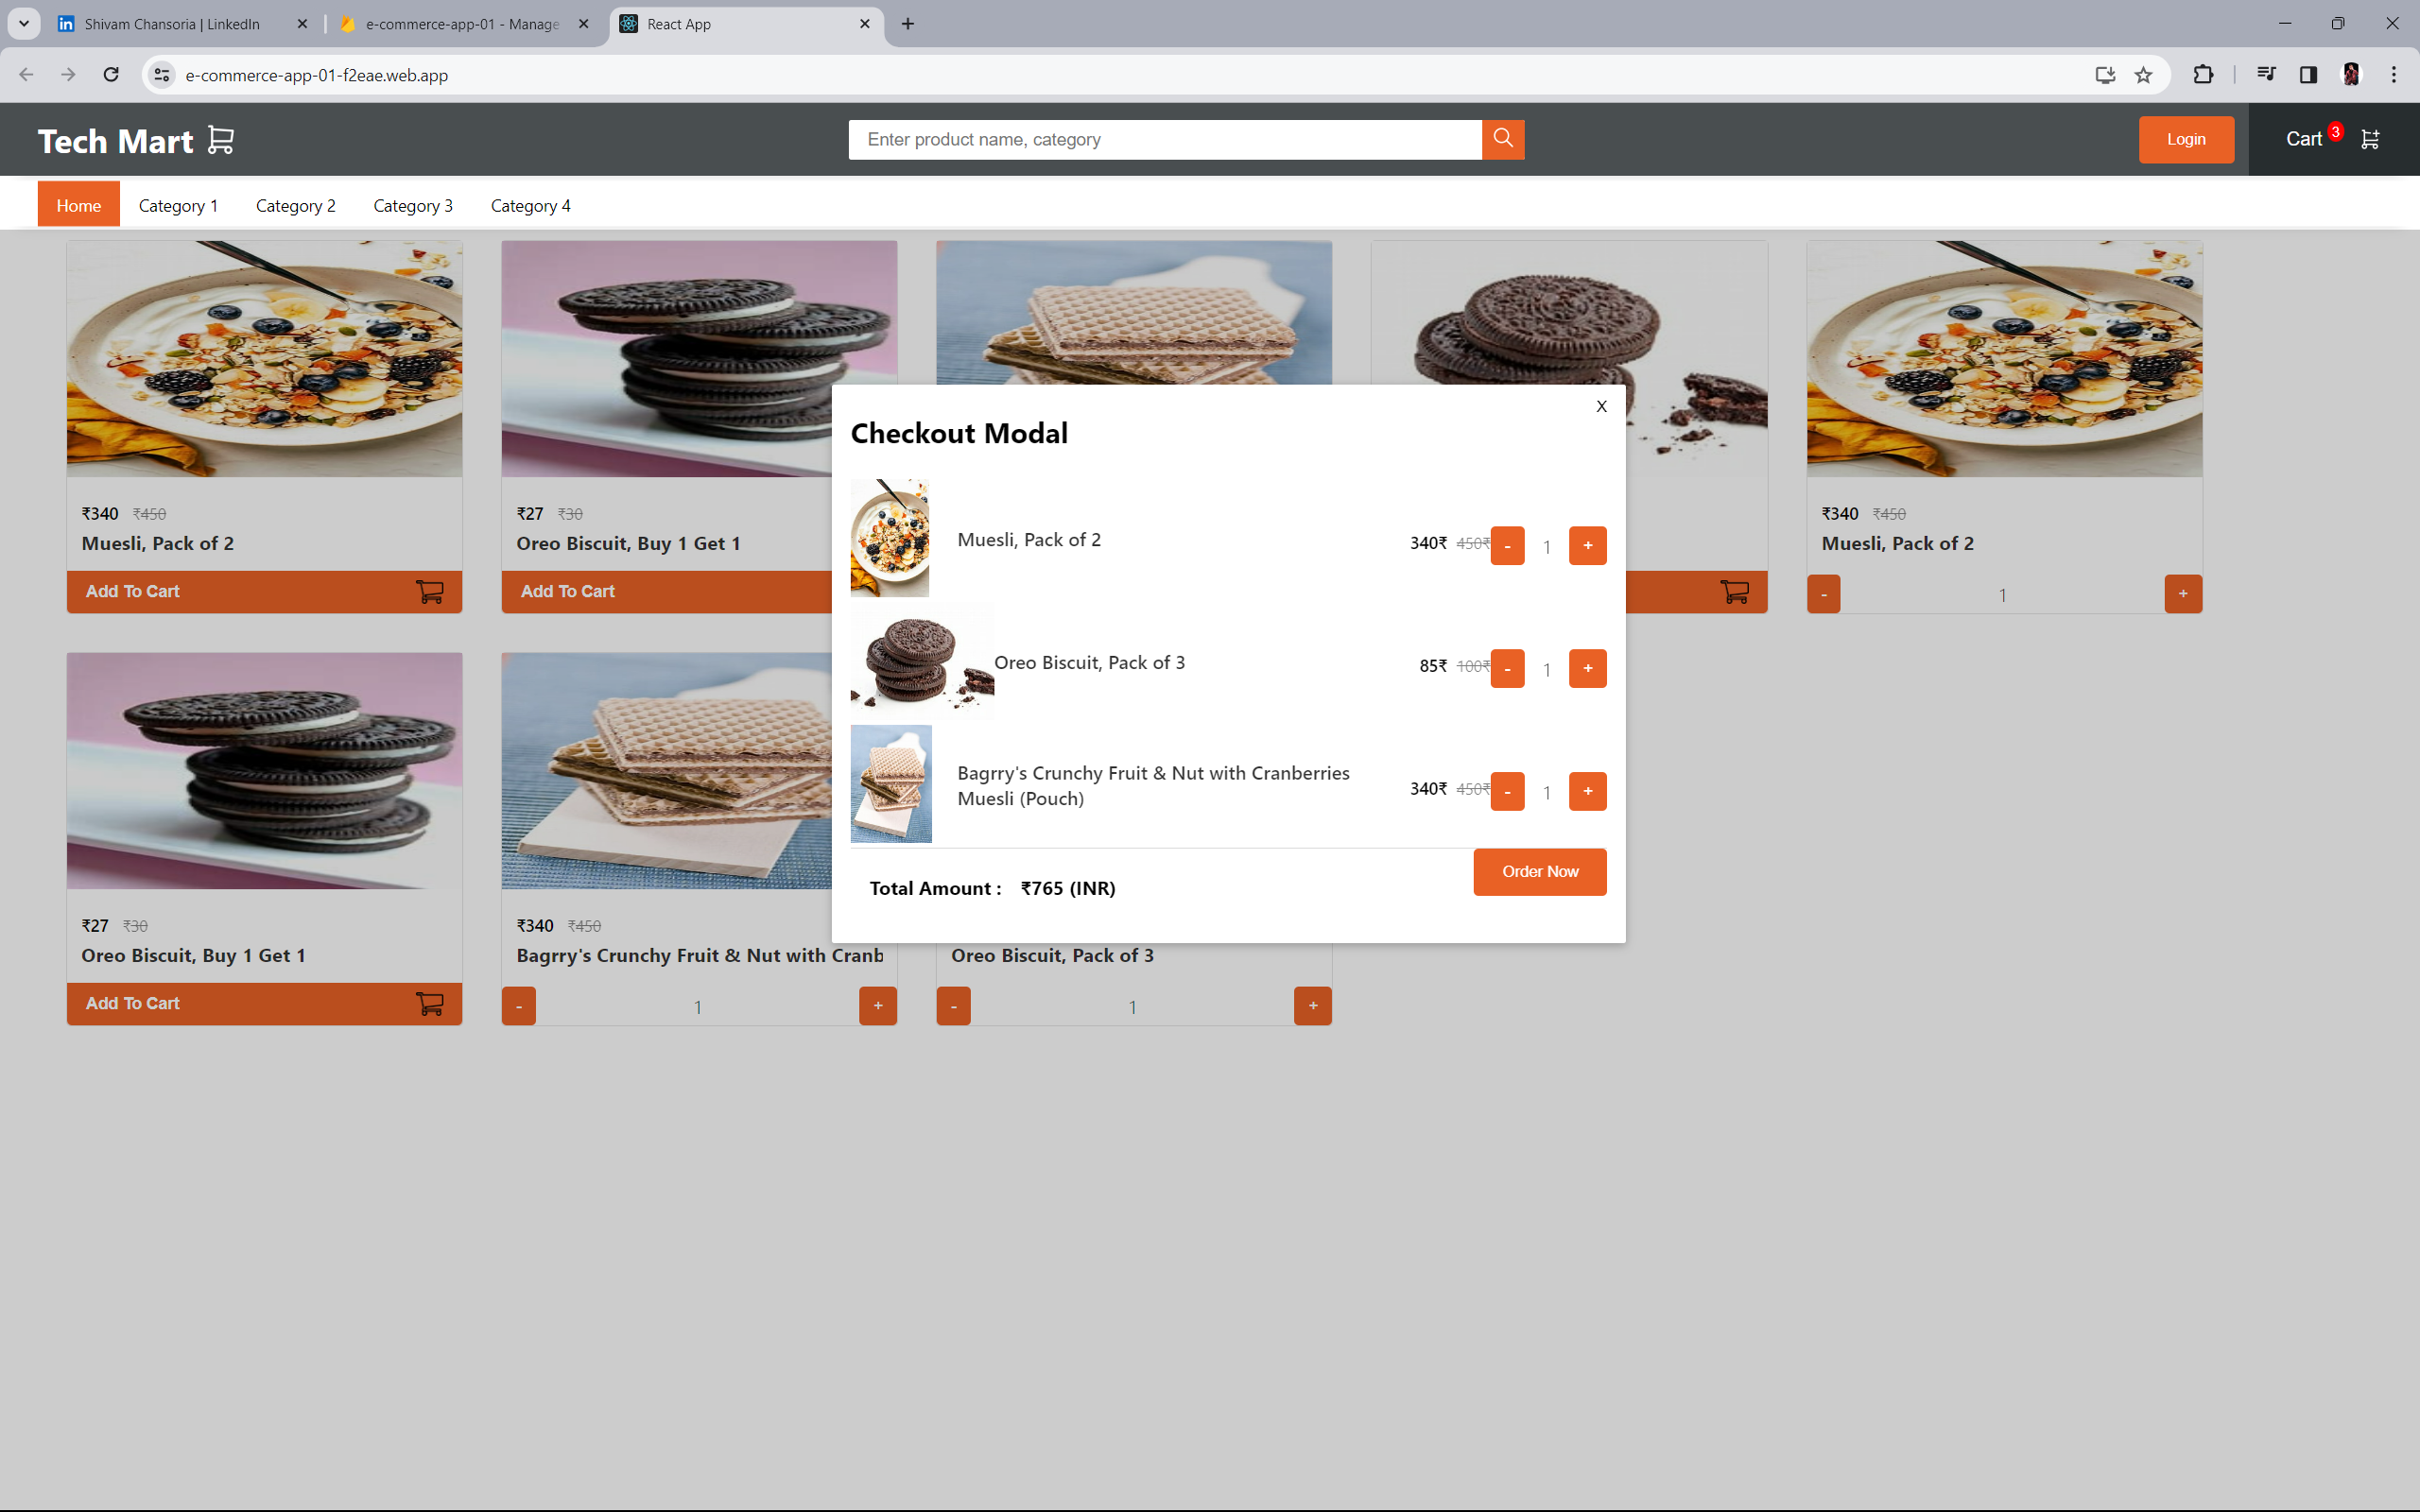 Shivam Chansoria | LinkedIn
e-commerce-app-01 - Manage
React App
e-commerce-app-01-f2eae.web.app
Tech Mart
Enter product name, category
Login
Cart 3
Home Category 1 Category 2 Category 3 Category 4
₹340 ₹450
Muesli, Pack of 2
Add To Cart
₹27 ₹30
Oreo Biscuit, Buy 1 Get 1
Add To Cart
₹340 ₹450
Muesli, Pack of 2
- 1 +
X
Checkout Modal
Muesli, Pack of 2 340₹ 450₹ - 1 +
Oreo Biscuit, Pack of 3 85₹ 100₹ - 1 +
Bagrry's Crunchy Fruit & Nut with Cranberries
Muesli (Pouch) 340₹ 450₹ - 1 +
Total Amount : ₹765 (INR)
Order Now
₹27 ₹30
Oreo Biscuit, Buy 1 Get 1
Add To Cart
₹340 ₹450
Bagrry's Crunchy Fruit & Nut with Cranb
- 1 +
Oreo Biscuit, Pack of 3
- 1 +